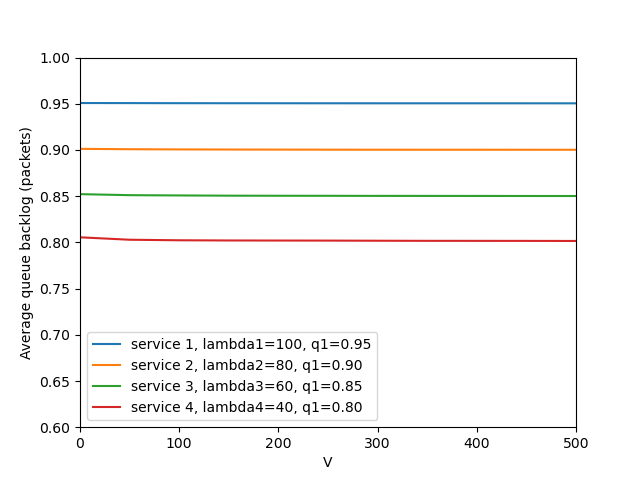 1.00
0.95
0.90
0.85
0.80
0.75
0.70
0.65
0.60
Average queue backlog (packets)
service 1, lambda1=100, q1=0.95
service 2, lambda2=80, q1=0.90
service 3, lambda3=60, q1=0.85
service 4, lambda4=40, q1=0.80
0 100 200 300 400 500
V